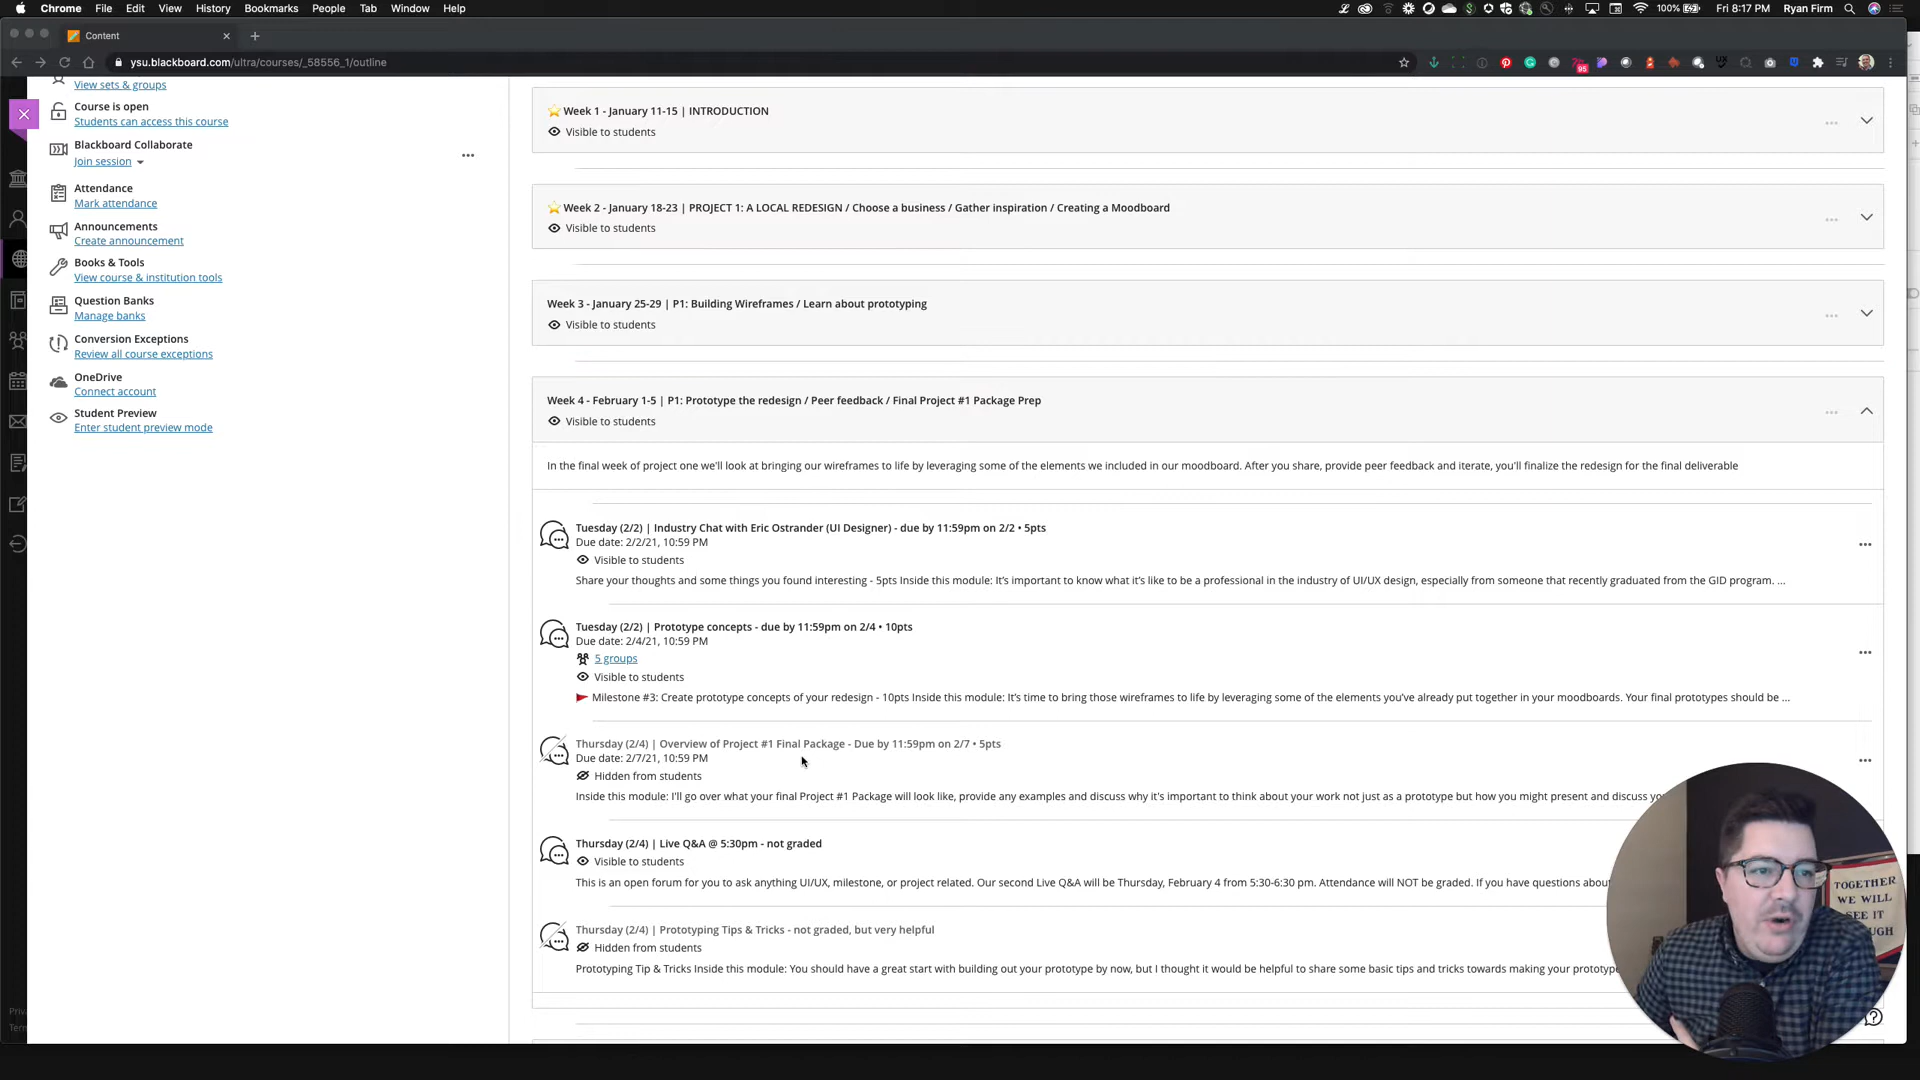 Chrome File Edit View History Bookmarks People Tab Window Help
100% Fri 8:17 PM Ryan Firm
Content
ysu.blackboard.com/ultra/courses/_58556_1/outline
95
View sets & groups
Course is open
Students can access this course
Blackboard Collaborate
Join session
Attendance
Mark attendance
Announcements
Create announcement
Books & Tools
View course & institution tools
Question Banks
Manage banks
Conversion Exceptions
Review all course exceptions
OneDrive
Connect account
Student Preview
Enter student preview mode
Week 1 - January 11-15 | INTRODUCTION
Visible to students
Week 2 - January 18-23 | PROJECT 1: A LOCAL REDESIGN / Choose a business / Gather inspiration / Creating a Moodboard
Visible to students
Week 3 - January 25-29 | P1: Building Wireframes / Learn about prototyping
Visible to students
Week 4 - February 1-5 | P1: Prototype the redesign / Peer feedback / Final Project #1 Package Prep
Visible to students
In the final week of project one we'll look at bringing our wireframes to life by leveraging some of the elements we included in our moodboard. After you share, provide peer feedback and iterate, you'll finalize the redesign for the final deliverable
Tuesday (2/2) | Industry Chat with Eric Ostrander (UI Designer) - due by 11:59pm on 2/2 • 5pts
Due date: 2/2/21, 10:59 PM
Visible to students
Share your thoughts and some things you found interesting - 5pts Inside this module: It's important to know what it's like to be a professional in the industry of UI/UX design, especially from someone that recently graduated from the GID program. ...
Tuesday (2/2) | Prototype concepts - due by 11:59pm on 2/4 • 10pts
Due date: 2/4/21, 10:59 PM
5 groups
Visible to students
Milestone #3: Create prototype concepts of your redesign - 10pts Inside this module: It's time to bring those wireframes to life by leveraging some of the elements you've already put together in your moodboards. Your final prototypes should be ...
Thursday (2/4) | Overview of Project #1 Final Package - Due by 11:59pm on 2/7 • 5pts
Due date: 2/7/21, 10:59 PM
Hidden from students
Inside this module: I'll go over what your final Project #1 Package will look like, provide any examples and discuss why it's important to think about your work not just as a prototype but how you might present and discuss
Thursday (2/4) | Live Q&A @ 5:30pm - not graded
Visible to students
This is an open forum for you to ask anything UI/UX, milestone, or project related. Our second Live Q&A will be Thursday, February 4 from 5:30-6:30 pm. Attendance will NOT be graded. If you have questions
Thursday (2/4) | Prototyping Tips & Tricks - not graded, but very helpful
Hidden from students
Prototyping Tip & Tricks Inside this module: You should have a great start with building out your prototype by now, but I thought it would be helpful to share some basic tips and tricks towards making your
TOGETHER
WE WILL